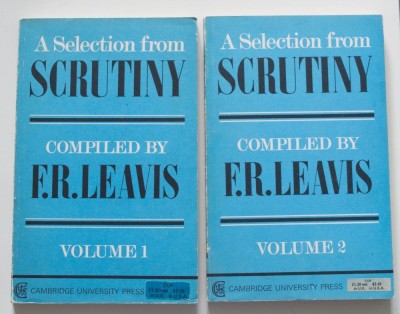 A Selection from
SCRUTINY
COMPILED BY
F.R.LEAVIS
VOLUME 1
CAMBRIDGE UNIVERSITY PRESS
A Selection from
SCRUTINY
COMPILED BY
F.R.LEAVIS
VOLUME 2
CAMBRIDGE UNIVERSITY PRESS